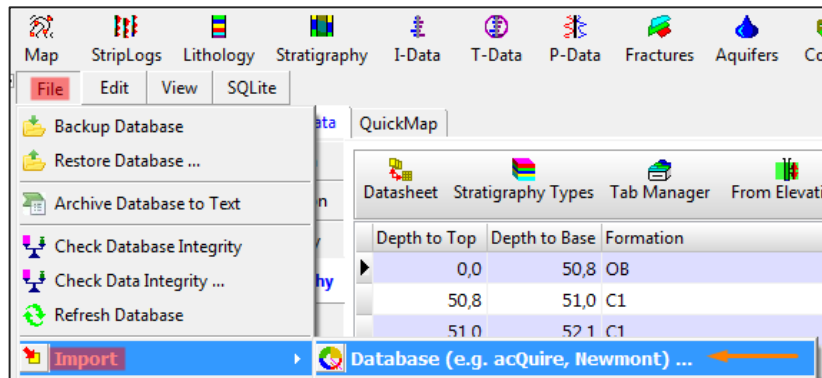 Map StripLogs Lithology Stratigraphy I-Data T-Data P-Data Fractures Aquifers
File Edit View SQLite
Backup Database
QuickMap
Restore Database ...
Datasheet Stratigraphy Types Tab Manager From Elevati
Archive Database to Text
Depth to Top Depth to Base Formation
Check Database Integrity
0,0 50,8 OB
Check Data Integrity ...
50,8 51,0 C1
Refresh Database
51,0 52,1 C1
Import Database (e.g. acQuire, Newmont) ...